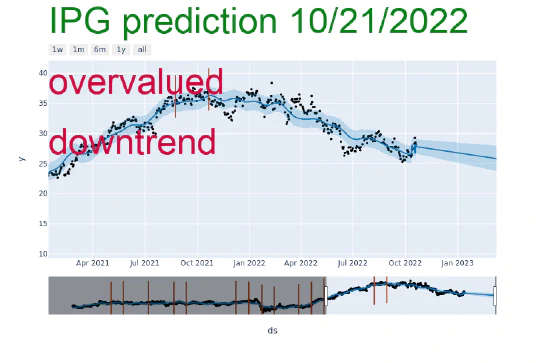 IPG prediction 10/21/2022
1w 1m 6m 1y all
40
overvalued
35
30
downtrend
25
y
20
15
10
Apr 2021 Jul 2021 Oct 2021 Jan 2022 Apr 2022 Jul 2022 Oct 2022 Jan 2023
ds